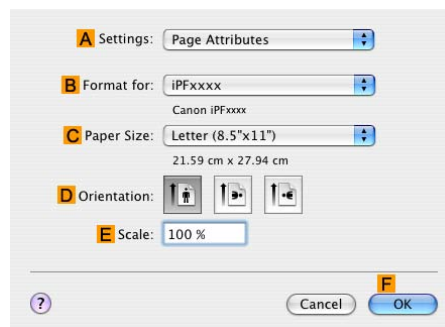 A Settings: Page Attributes
B Format for: iPFxxxx
Canon iPFxxxx
C Paper Size: Letter (8.5"x11")
21.59 cm x 27.94 cm
D Orientation:
E Scale: 100 %
F
? Cancel OK